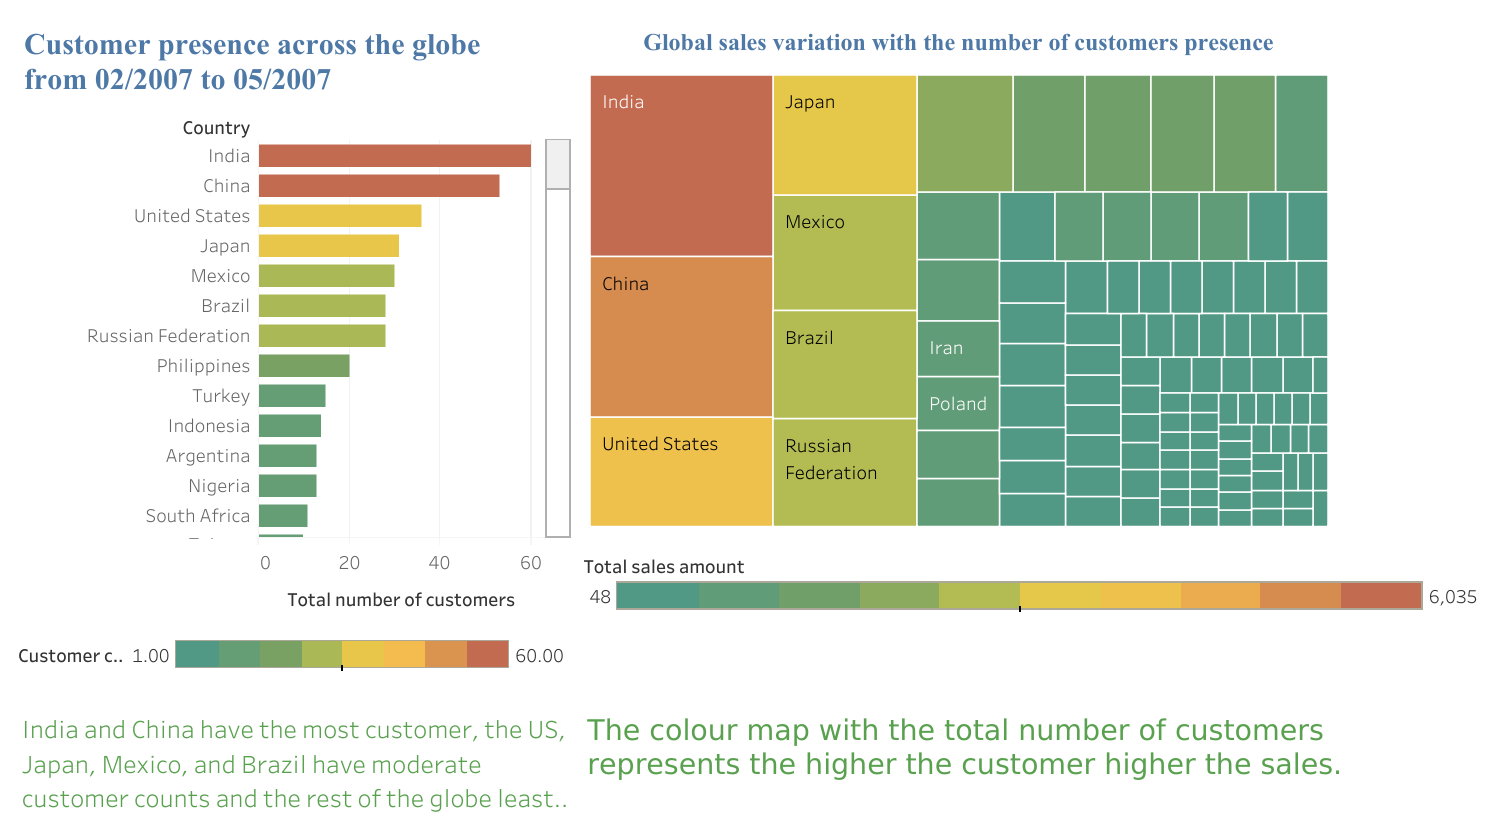 Customer presence across the globe
from 02/2007 to 05/2007
Country
India
China
United States
Japan
Mexico
Brazil
Russian Federation
Philippines
Turkey
Indonesia
Argentina
Nigeria
South Africa
0 20 40 60
Total number of customers
Customer c.. 1.00 60.00
India and China have the most customer, the US,
Japan, Mexico, and Brazil have moderate
customer counts and the rest of the globe least..
Global sales variation with the number of customers presence
India
China
United States
Japan
Mexico
Brazil
Russian
Federation
Iran
Poland
Total sales amount
48 6,035
The colour map with the total number of customers
represents the higher the customer higher the sales.